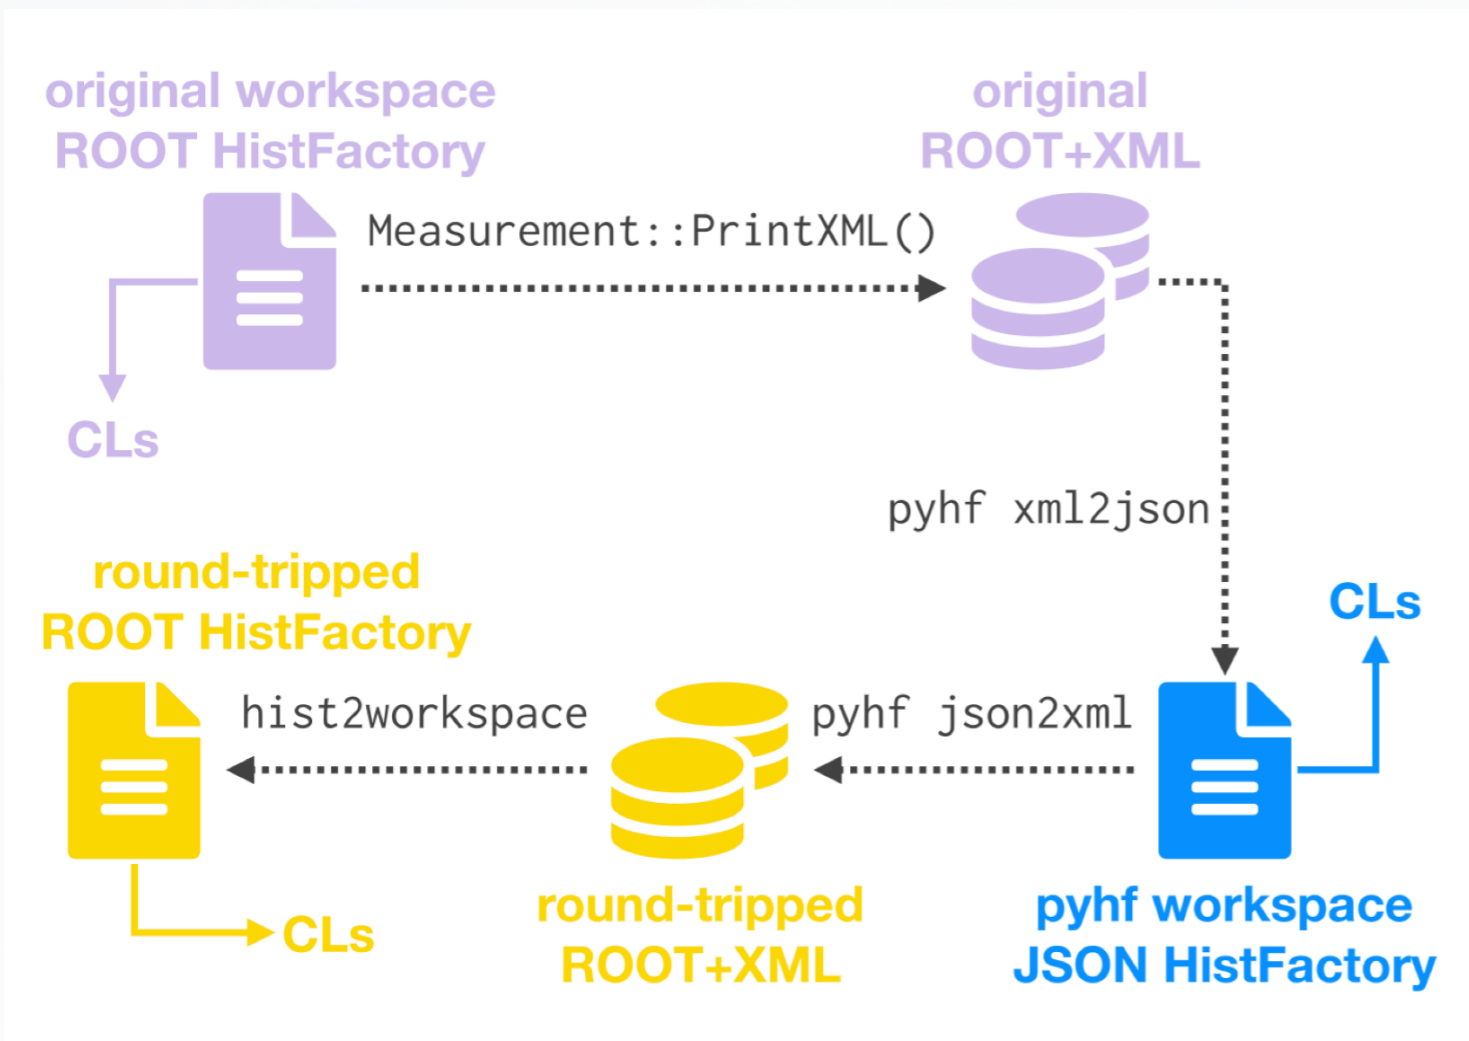 original workspace
ROOT HistFactory
original
ROOT+XML
Measurement::PrintXML()
CLs
pyhf xml2json
round-tripped
ROOT HistFactory
CLs
hist2workspace
pyhf json2xml
round-tripped
ROOT+XML
pyhf workspace
JSON HistFactory
CLs